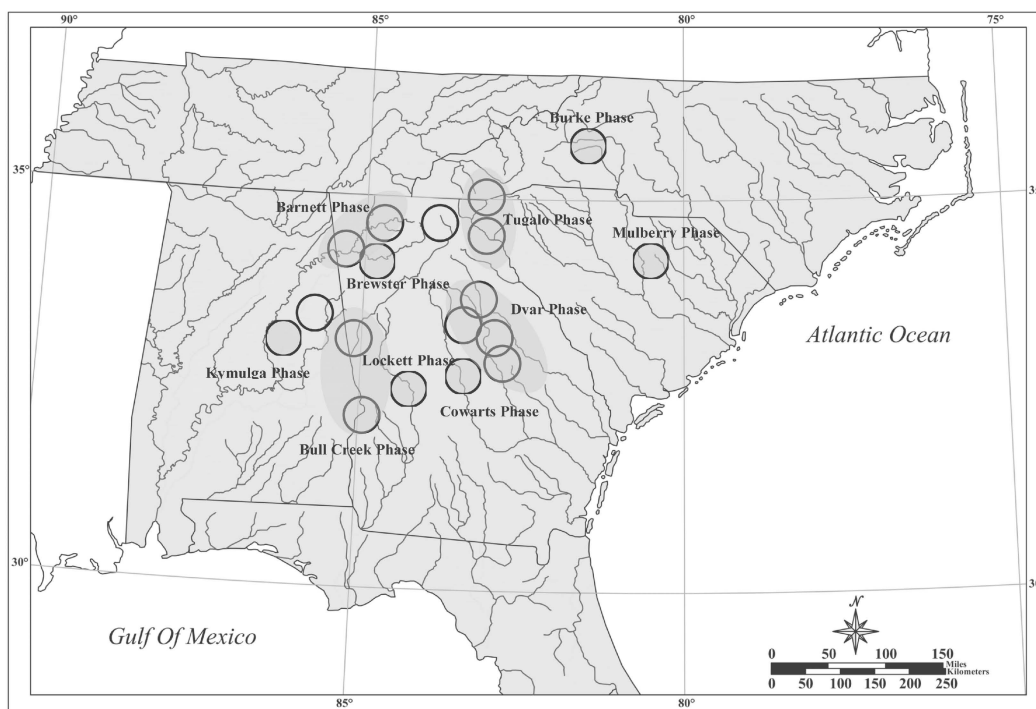 90°
85°
80°
75°
Burke Phase
35°
Barnett Phase
Tugalo Phase
Mulberry Phase
Brewster Phase
Dvar Phase
Atlantic Ocean
Lockett Phase
Kymulga Phase
Cowarts Phase
Bull Creek Phase
30°
Gulf Of Mexico
N
0 50 100 150
Miles
Kilometers
0 50 100 150 200 250
85°
80°